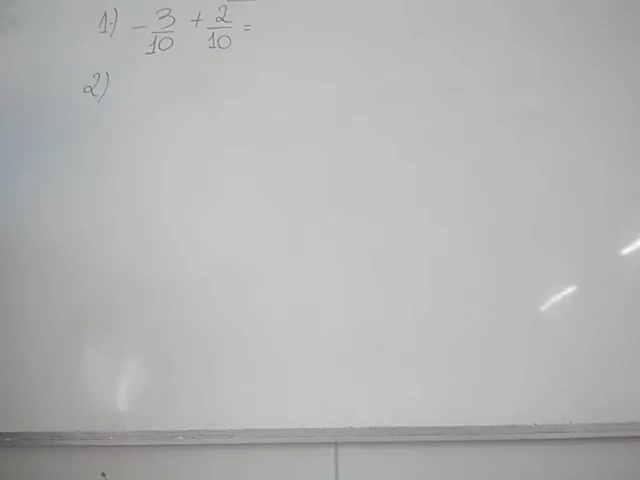 1.) - 3/10 + 2/10 =
2)